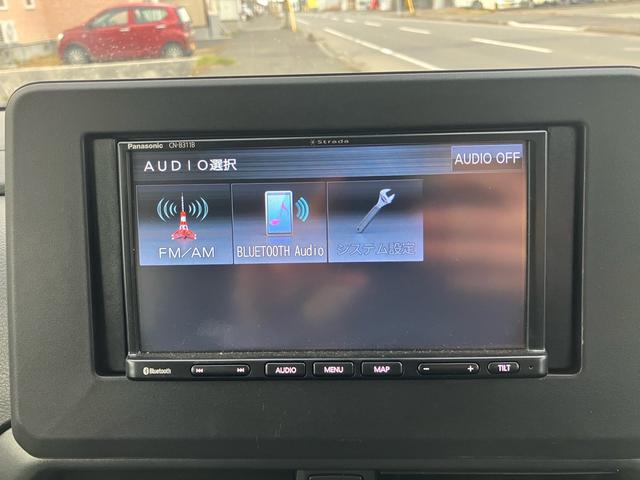 Panasonic CN-B311B
Strada
AUDIO選択
AUDIO OFF
FM/AM
BLUETOOTH Audio
システム設定
Bluetooth
AUDIO
MENU
MAP
− +
TILT